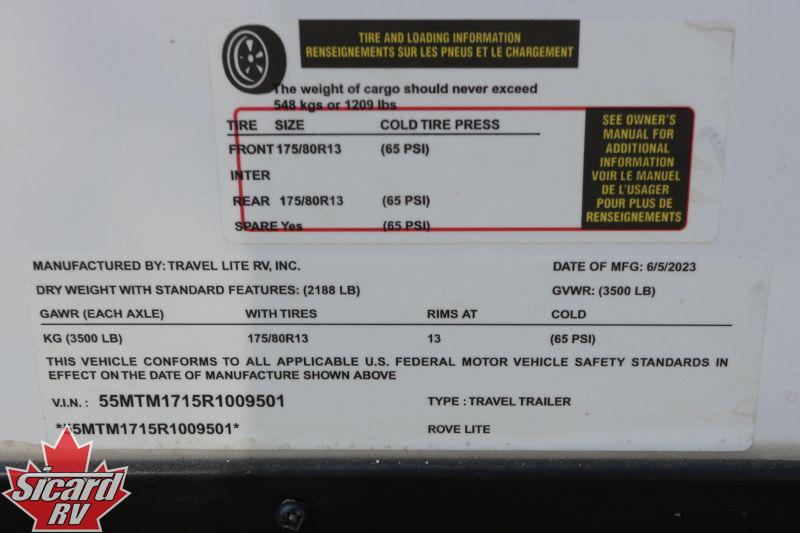 TIRE AND LOADING INFORMATION
RENSEIGNEMENTS SUR LES PNEUS ET LE CHARGEMENT
The weight of cargo should never exceed
548 kgs or 1209 lbs
TIRE SIZE COLD TIRE PRESS
FRONT 175/80R13 (65 PSI)
INTER
REAR 175/80R13 (65 PSI)
SPARE Yes (65 PSI)
SEE OWNER'S
MANUAL FOR
ADDITIONAL
INFORMATION
VOIR LE MANUEL
DE L'USAGER
POUR PLUS DE
RENSEIGNEMENTS
MANUFACTURED BY: TRAVEL LITE RV, INC. DATE OF MFG: 6/5/2023
DRY WEIGHT WITH STANDARD FEATURES: (2188 LB) GVWR: (3500 LB)
GAWR (EACH AXLE) WITH TIRES RIMS AT COLD
KG (3500 LB) 175/80R13 13 (65 PSI)
THIS VEHICLE CONFORMS TO ALL APPLICABLE U.S. FEDERAL MOTOR VEHICLE SAFETY STANDARDS IN
EFFECT ON THE DATE OF MANUFACTURE SHOWN ABOVE
V.I.N.: 55MTM1715R1009501 TYPE : TRAVEL TRAILER
*55MTM1715R1009501* ROVE LITE
Sicard
RV